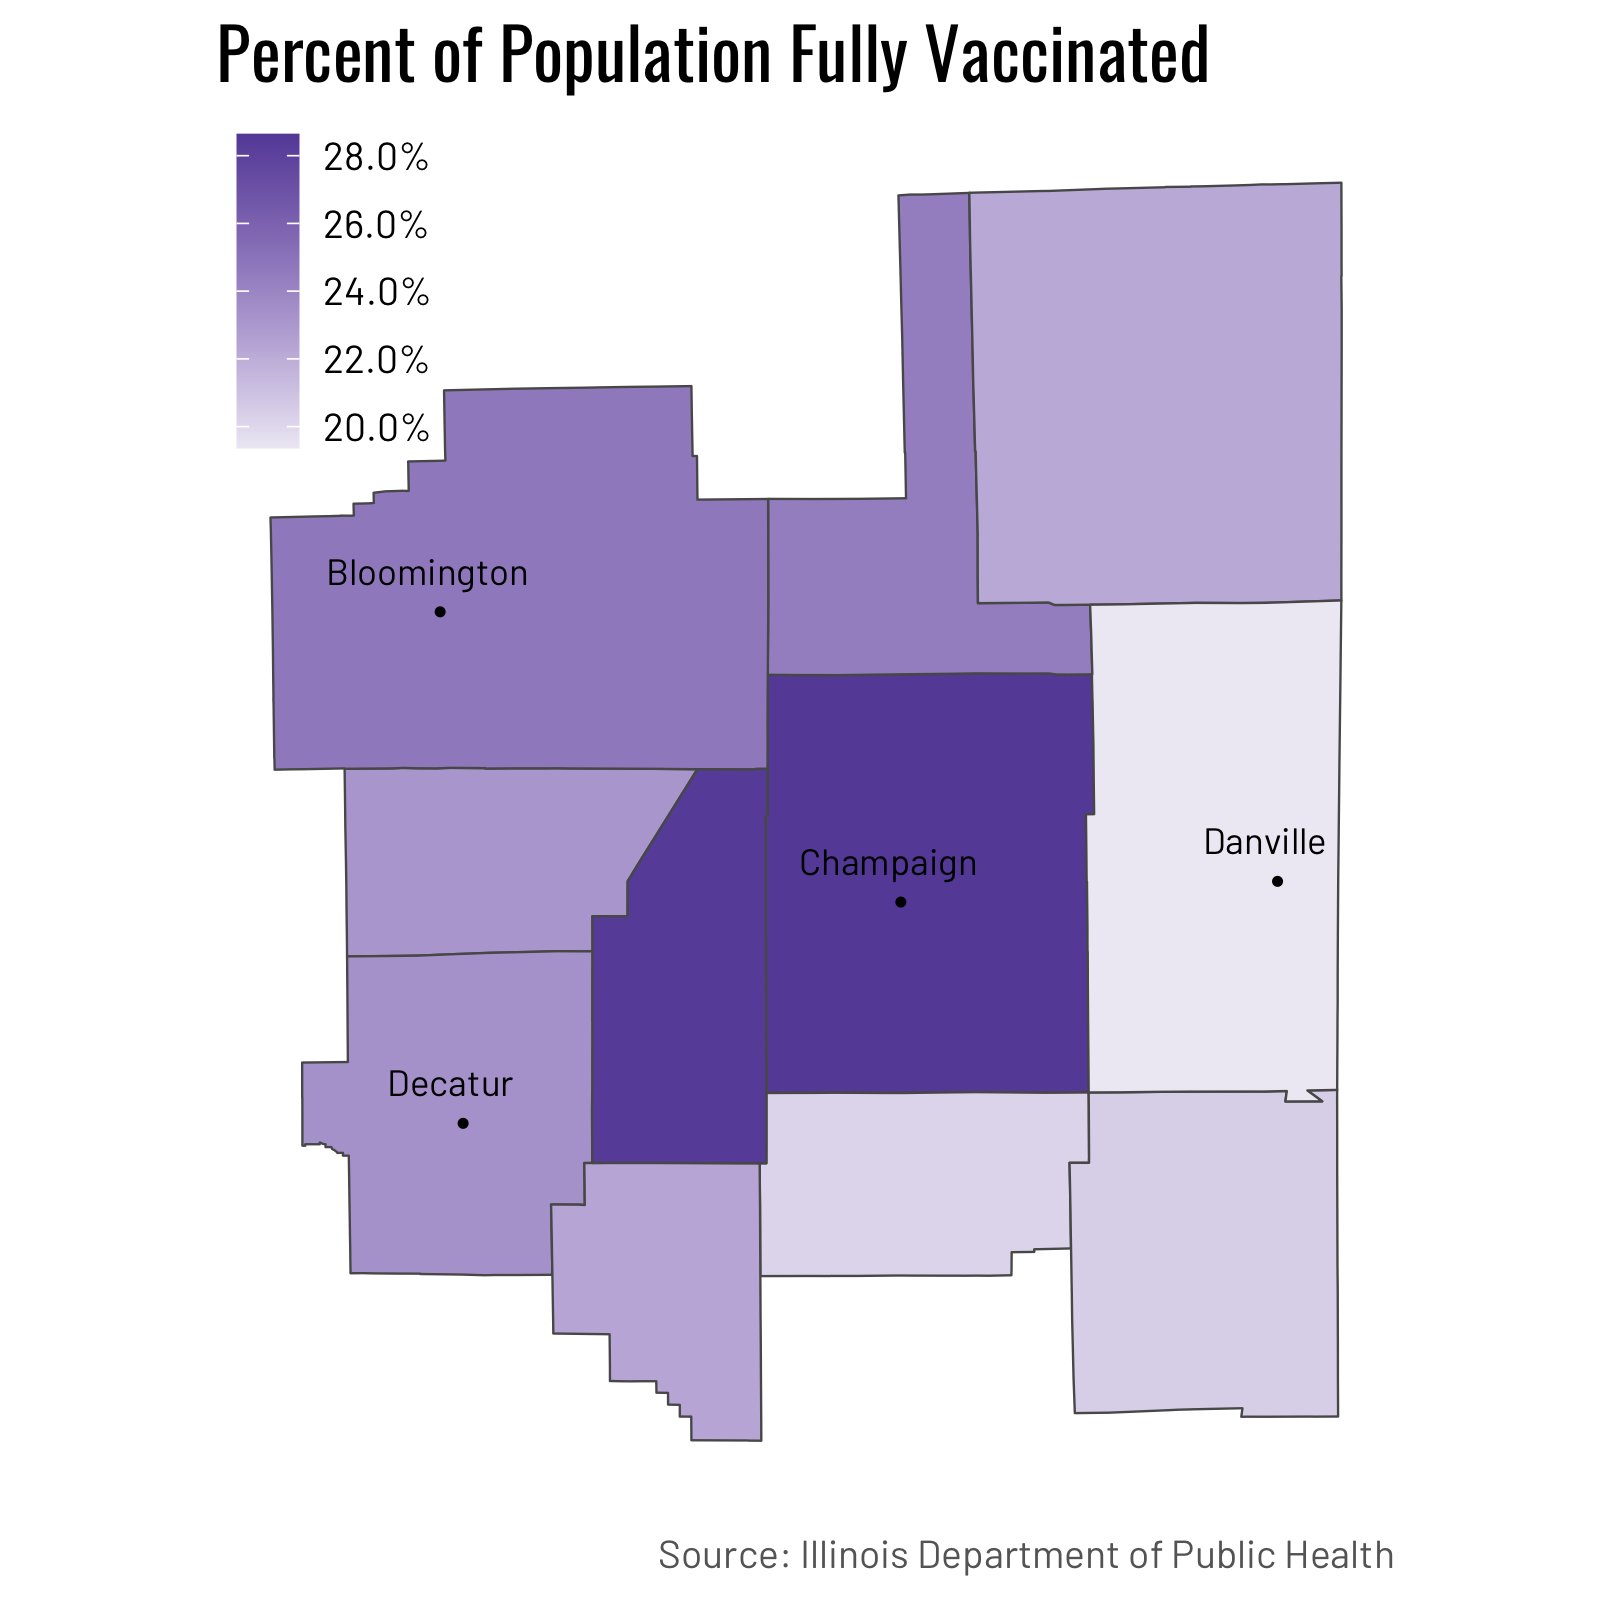 Percent of Population Fully Vaccinated
28.0%
26.0%
24.0%
22.0%
20.0%
Bloomington
Champaign
Danville
Decatur
Source: Illinois Department of Public Health